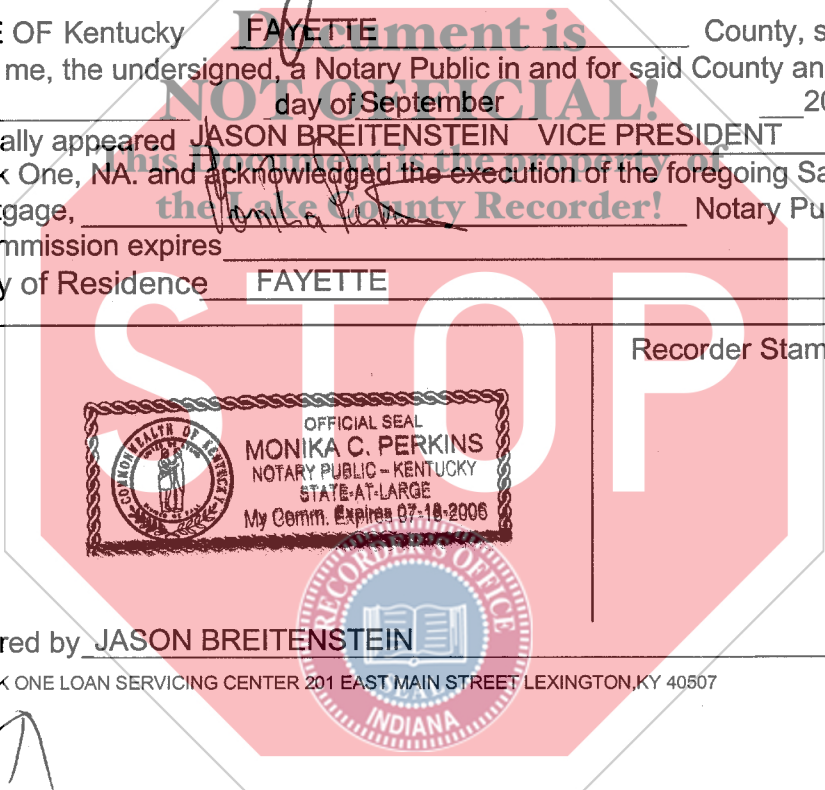 E OF Kentucky FAYETTE County, s
Document is
me, the undersigned, a Notary Public in and for said County an
NOT OFFICIAL!
day of September 20
ally appeared JASON BREITENSTEIN VICE PRESIDENT
This Document is the property of
k One, NA. and acknowledged the execution of the foregoing Sa
the Lake County Recorder!
tgage, Monika Perkins Notary Pu
mmission expires
y of Residence FAYETTE
STOP
Recorder Stam
OFFICIAL SEAL
MONIKA C. PERKINS
NOTARY PUBLIC - KENTUCKY
STATE-AT-LARGE
My Comm. Expires 07-18-2006
COMMONWEALTH OF KENTUCKY
RECORDER'S OFFICE
SEAL
INDIANA
red by JASON BREITENSTEIN
K ONE LOAN SERVICING CENTER 201 EAST MAIN STREET LEXINGTON,KY 40507